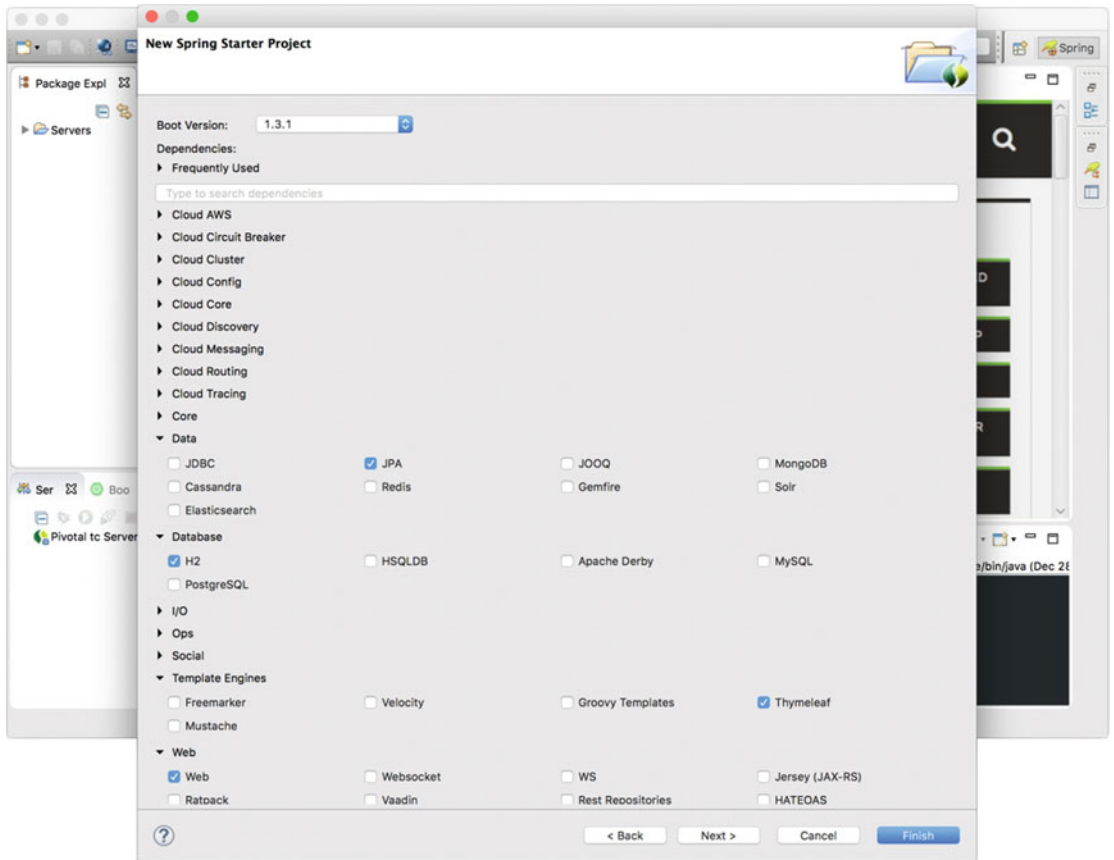 New Spring Starter Project
Spring
Package Expl
Servers
Boot Version: 1.3.1
Dependencies:
Frequently Used
Type to search dependencies
Cloud AWS
Cloud Circuit Breaker
Cloud Cluster
Cloud Config
Cloud Core
Cloud Discovery
Cloud Messaging
Cloud Routing
Cloud Tracing
Core
Data
JDBC JPA JOOQ MongoDB
Cassandra Redis Gemfire Solr
Elasticsearch
Ser Boo
Pivotal tc Server
Database
H2 HSQLDB Apache Derby MySQL
PostgreSQL
I/O
Ops
Social
Template Engines
Freemarker Velocity Groovy Templates Thymeleaf
Mustache
Web
Web Websocket WS Jersey (JAX-RS)
Ratpack Vaadin Rest Repositories HATEOAS
/bin/java (Dec 28
? < Back Next > Cancel Finish